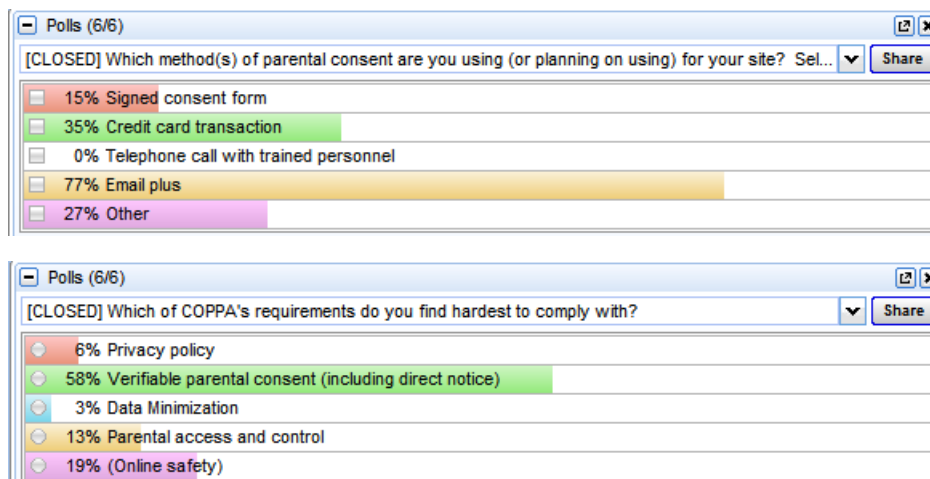 Polls (6/6)
[CLOSED] Which method(s) of parental consent are you using (or planning on using) for your site? Sel... Share
15% Signed consent form
35% Credit card transaction
0% Telephone call with trained personnel
77% Email plus
27% Other
Polls (6/6)
[CLOSED] Which of COPPA's requirements do you find hardest to comply with? Share
6% Privacy policy
58% Verifiable parental consent (including direct notice)
3% Data Minimization
13% Parental access and control
19% (Online safety)